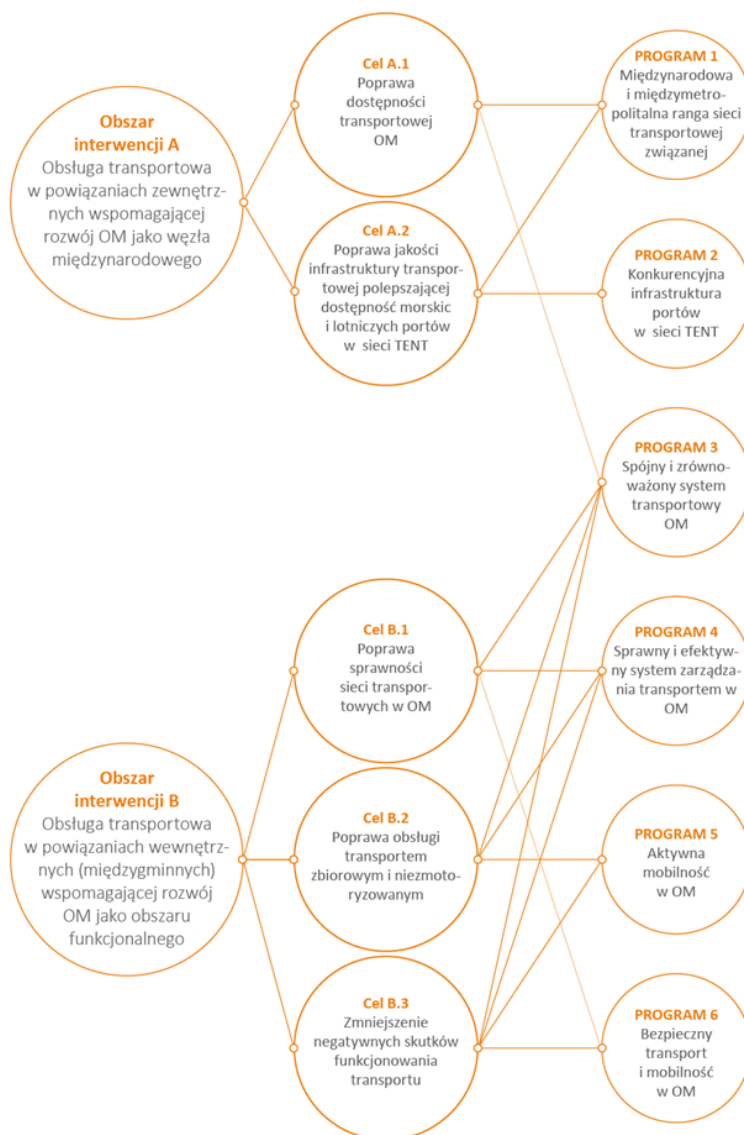 Obszar
interwencji A
Obsługa transportowa
w powiązaniach zewnętrz-
nych wspomagającej
rozwój OM jako węzła
międzynarodowego
Cel A.1
Poprawa
dostępności
transportowej
OM
Cel A.2
Poprawa jakości
infrastruktury transpor-
towej polepszającej
dostępność morskic
i lotniczych portów
w sieci TENT
PROGRAM 1
Międzynarodowa
i międzymetro-
politalna ranga sieci
transportowej
związanej
PROGRAM 2
Konkurencyjna
infrastruktura
portów
w sieci TENT
PROGRAM 3
Spójny i zrówno-
ważony system
transportowy
OM
Obszar
interwencji B
Obsługa transportowa
w powiązaniach wewnętrz-
nych (międzygminnych)
wspomagającej rozwój
OM jako obszaru
funkcjonalnego
Cel B.1
Poprawa
sprawności
sieci transpor-
towych w OM
Cel B.2
Poprawa obsługi
transportem
zbiorowym i niezmoto-
ryzowanym
Cel B.3
Zmniejszenie
negatywnych skutków
funkcjonowania
transportu
PROGRAM 4
Sprawny i efektyw-
ny system zarządza-
nia transportem w
OM
PROGRAM 5
Aktywna
mobilność
w OM
PROGRAM 6
Bezpieczny
transport
i mobilność
w OM